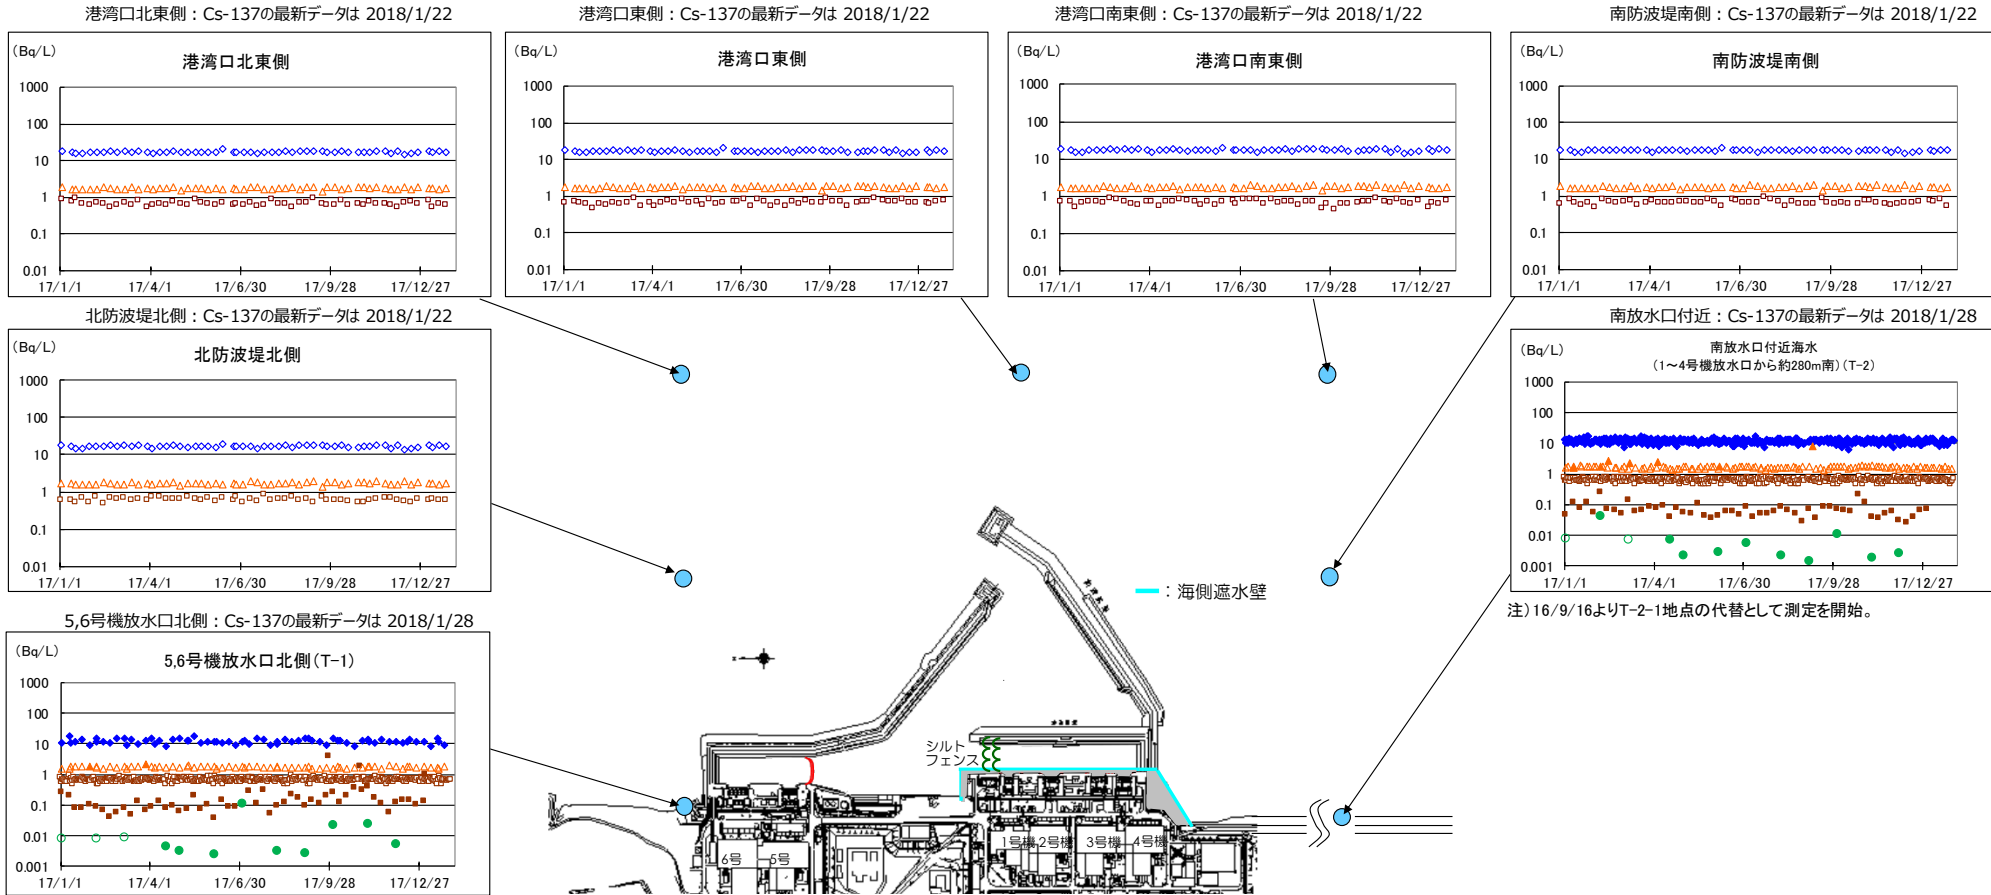 港湾口北東側：Cs-137の最新データは 2018/1/22
港湾口東側：Cs-137の最新データは 2018/1/22
港湾口南東側：Cs-137の最新データは 2018/1/22
南防波堤南側：Cs-137の最新データは 2018/1/22
(Bq/L)
港湾口北東側
1000
100
10
1
0.1
0.01
17/1/1 17/4/1 17/6/30 17/9/28 17/12/27
(Bq/L)
港湾口東側
1000
100
10
1
0.1
0.01
17/1/1 17/4/1 17/6/30 17/9/28 17/12/27
(Bq/L)
港湾口南東側
1000
100
10
1
0.1
0.01
17/1/1 17/4/1 17/6/30 17/9/28 17/12/27
(Bq/L)
南防波堤南側
1000
100
10
1
0.1
0.01
17/1/1 17/4/1 17/6/30 17/9/28 17/12/27
北防波堤北側：Cs-137の最新データは 2018/1/22
(Bq/L)
北防波堤北側
1000
100
10
1
0.1
0.01
17/1/1 17/4/1 17/6/30 17/9/28 17/12/27
南放水口付近：Cs-137の最新データは 2018/1/28
(Bq/L)
南放水口付近海水
(1～4号機放水口から約280m南)(T-2)
1000
100
10
1
0.1
0.01
0.001
17/1/1 17/4/1 17/6/30 17/9/28 17/12/27
注)16/9/16よりT-2-1地点の代替として測定を開始。
：海側遮水壁
5,6号機放水口北側：Cs-137の最新データは 2018/1/28
(Bq/L)
5,6号機放水口北側(T-1)
1000
100
10
1
0.1
0.01
0.001
17/1/1 17/4/1 17/6/30 17/9/28 17/12/27
シルト
フェンス
6号 5号
1号機 2号機 3号機 4号機